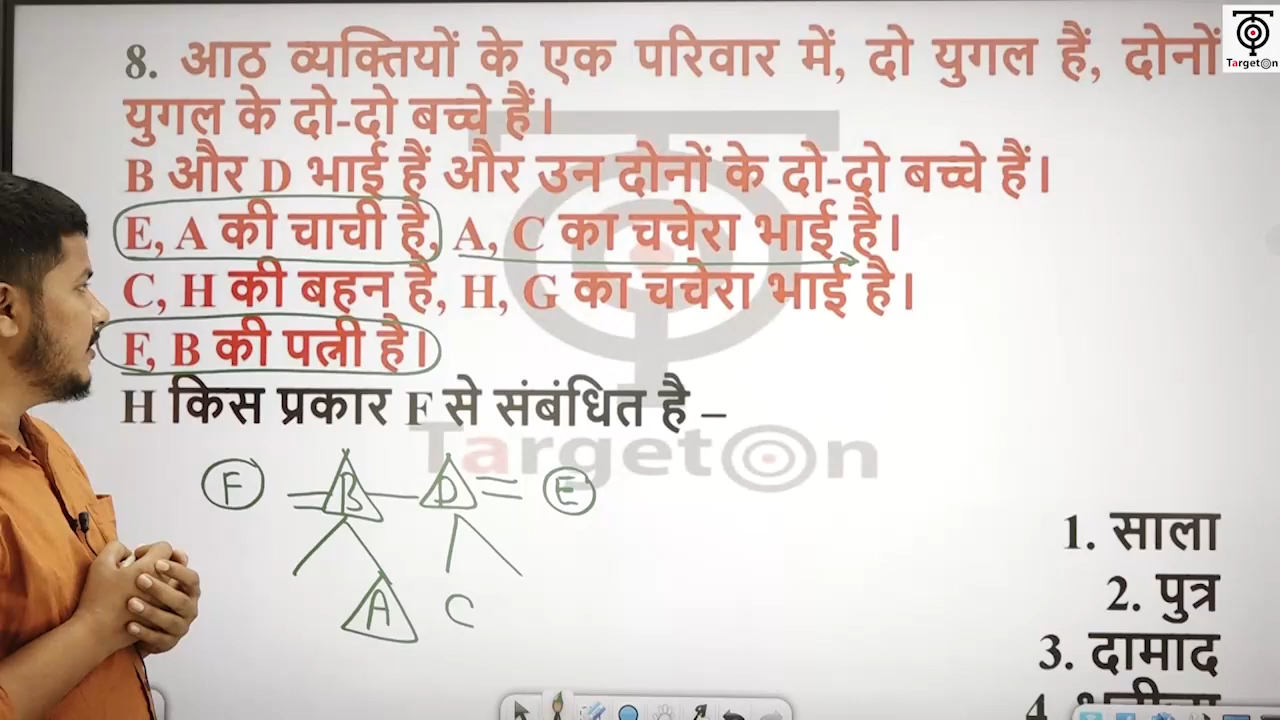 8. आठ व्यक्तियों के एक परिवार में, दो युगल हैं, दोनों
युगल के दो-दो बच्चे हैं।
B और D भाई हैं और उन दोनों के दो-दो बच्चे हैं।
E, A की चाची है, A, C का चचेरा भाई है।
C, H की बहन है, H, G का चचेरा भाई है।
F, B की पत्नी है।
H किस प्रकार F से संबंधित है –
TargetOn
TargetOn
F B D E
A C
1. साला
2. पुत्र
3. दामाद
4.